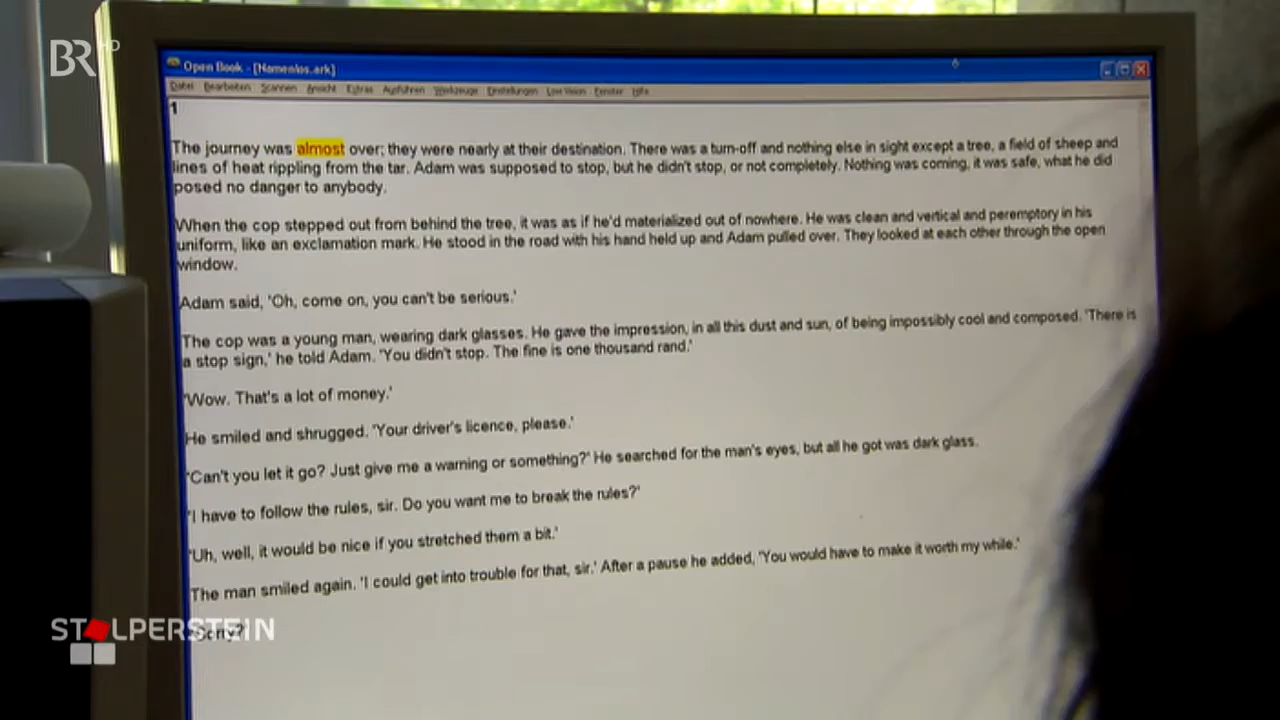 BR HD
Open Book - [Namenlos.ark]
Datei Bearbeiten Scannen Ansicht Extras Ausführen Werkzeuge Einstellungen Low Vision Fenster Hilfe
1
The journey was almost over; they were nearly at their destination. There was a turn-off and nothing else in sight except a tree, a field of sheep and
lines of heat rippling from the tar. Adam was supposed to stop, but he didn't stop, or not completely. Nothing was coming, it was safe, what he did
posed no danger to anybody.
When the cop stepped out from behind the tree, it was as if he'd materialized out of nowhere. He was clean and vertical and peremptory in his
uniform, like an exclamation mark. He stood in the road with his hand held up and Adam pulled over. They looked at each other through the open
window.
Adam said, 'Oh, come on, you can't be serious.'
The cop was a young man, wearing dark glasses. He gave the impression, in all this dust and sun, of being impossibly cool and composed. 'There is
a stop sign,' he told Adam. 'You didn't stop. The fine is one thousand rand.'
'Wow. That's a lot of money.'
He smiled and shrugged. 'Your driver's licence, please.'
'Can't you let it go? Just give me a warning or something?' He searched for the man's eyes, but all he got was dark glass.
'I have to follow the rules, sir. Do you want me to break the rules?'
'Uh, well, it would be nice if you stretched them a bit.'
The man smiled again. 'I could get into trouble for that, sir.' After a pause he added, 'You would have to make it worth my while.'
'Sorry?'
STOLPERSTEIN